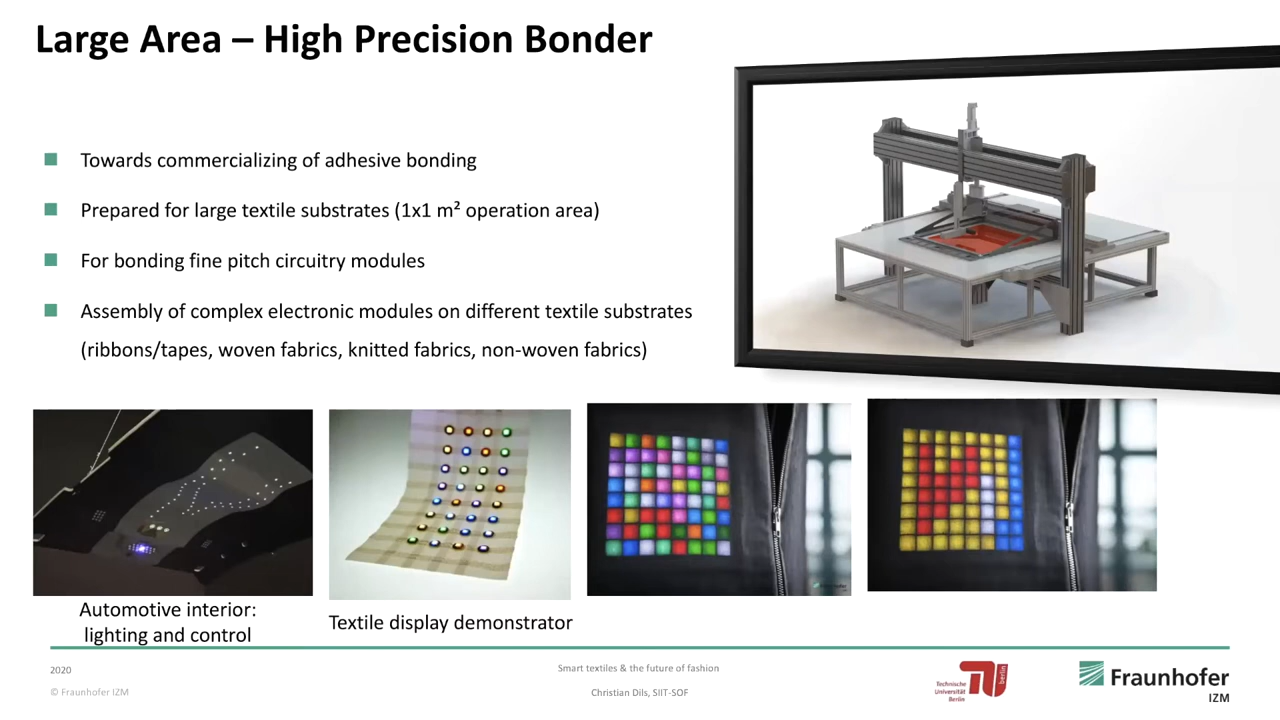 Large Area – High Precision Bonder
Towards commercializing of adhesive bonding
Prepared for large textile substrates (1x1 m² operation area)
For bonding fine pitch circuitry modules
Assembly of complex electronic modules on different textile substrates
(ribbons/tapes, woven fabrics, knitted fabrics, non-woven fabrics)
Automotive interior:
lighting and control
Textile display demonstrator
Fraunhofer
2020
Smart textiles & the future of fashion
© Fraunhofer IZM
Christian Dils, SIIT-SOF
Technische
Universität
Berlin
berlin
Fraunhofer
IZM